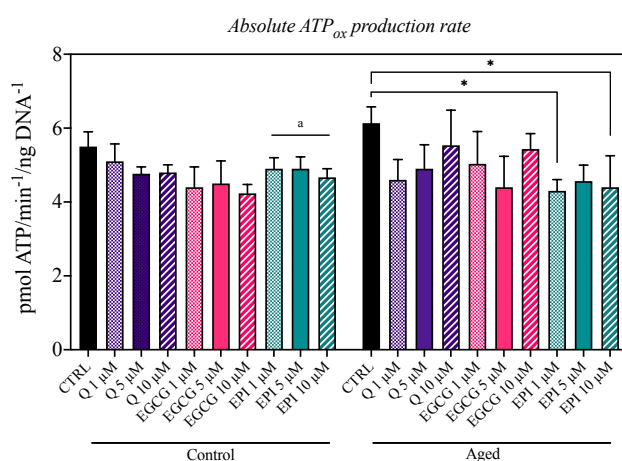 Absolute ATPox production rate
pmol ATP/min-1/ng DNA-1
8
6
4
2
0
a
*
*
CTRL
Q 1 µM
Q 5 µM
Q 10 µM
EGCG 1 µM
EGCG 5 µM
EGCG 10 µM
EPI 1 µM
EPI 5 µM
EPI 10 µM
CTRL
Q 1 µM
Q 5 µM
Q 10 µM
EGCG 1 µM
EGCG 5 µM
EGCG 10 µM
EPI 1 µM
EPI 5 µM
EPI 10 µM
Control
Aged